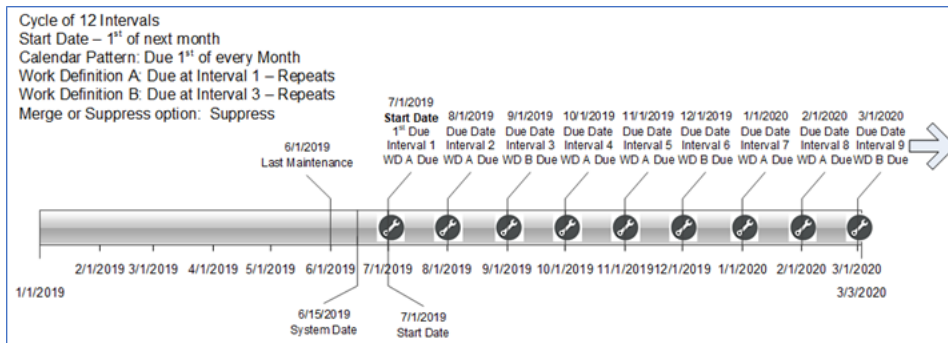 Cycle of 12 Intervals
Start Date – 1st of next month
Calendar Pattern: Due 1st of every Month
Work Definition A: Due at Interval 1 – Repeats
Work Definition B: Due at Interval 3 – Repeats
Merge or Suppress option: Suppress
6/1/2019
Last Maintenance
7/1/2019
Start Date
1st Due
Interval 1
WD A Due
8/1/2019
Due Date
Interval 2
WD A Due
9/1/2019
Due Date
Interval 3
WD B Due
10/1/2019
Due Date
Interval 4
WD A Due
11/1/2019
Due Date
Interval 5
WD A Due
12/1/2019
Due Date
Interval 6
WD B Due
1/1/2020
Due Date
Interval 7
WD A Due
2/1/2020
Due Date
Interval 8
WD A Due
3/1/2020
Due Date
Interval 9
WD B Due
2/1/2019 3/1/2019 4/1/2019 5/1/2019 6/1/2019 7/1/2019 8/1/2019 9/1/2019 10/1/2019 11/1/2019 12/1/2019 1/1/2020 2/1/2020 3/1/2020
1/1/2019 3/3/2020
6/15/2019
System Date
7/1/2019
Start Date